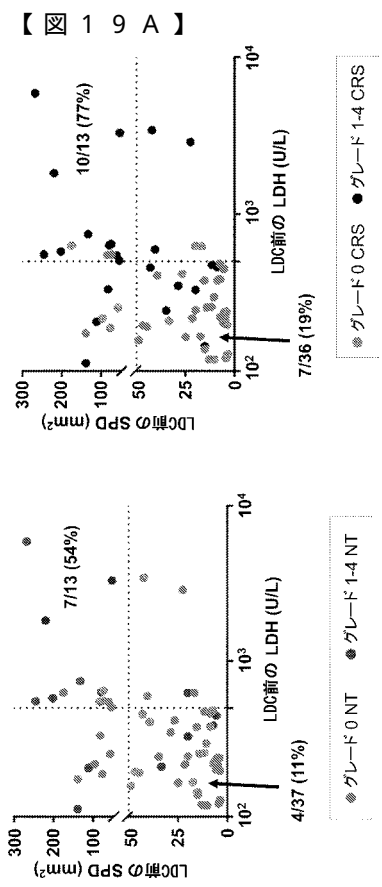 【図１９Ａ】
LDC前の SPD (mm²)
300
200
100
50
25
0
10²
10³
10⁴
LDC前の LDH (U/L)
10/13 (77%)
7/36 (19%)
グレード 0 CRS
グレード 1-4 CRS
LDC前の SPD (mm²)
300
200
100
50
25
0
10²
10³
10⁴
LDC前の LDH (U/L)
7/13 (54%)
4/37 (11%)
グレード 0 NT
グレード 1-4 NT